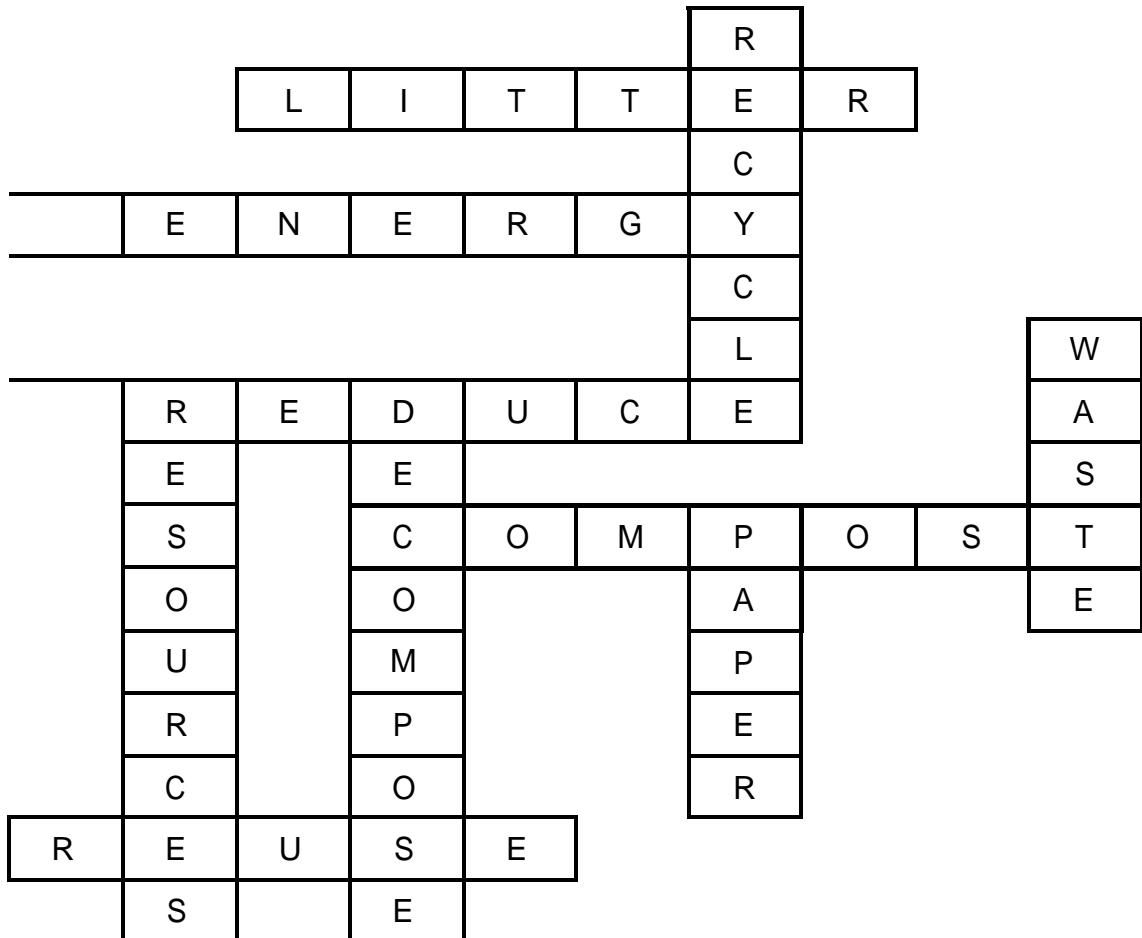 R
L I T T E R
C
E N E R G Y
C
L W
R E D U C E A
E E S
S C O M P O S T
O O A E
U M P
R P E
C O R
R E U S E
S E